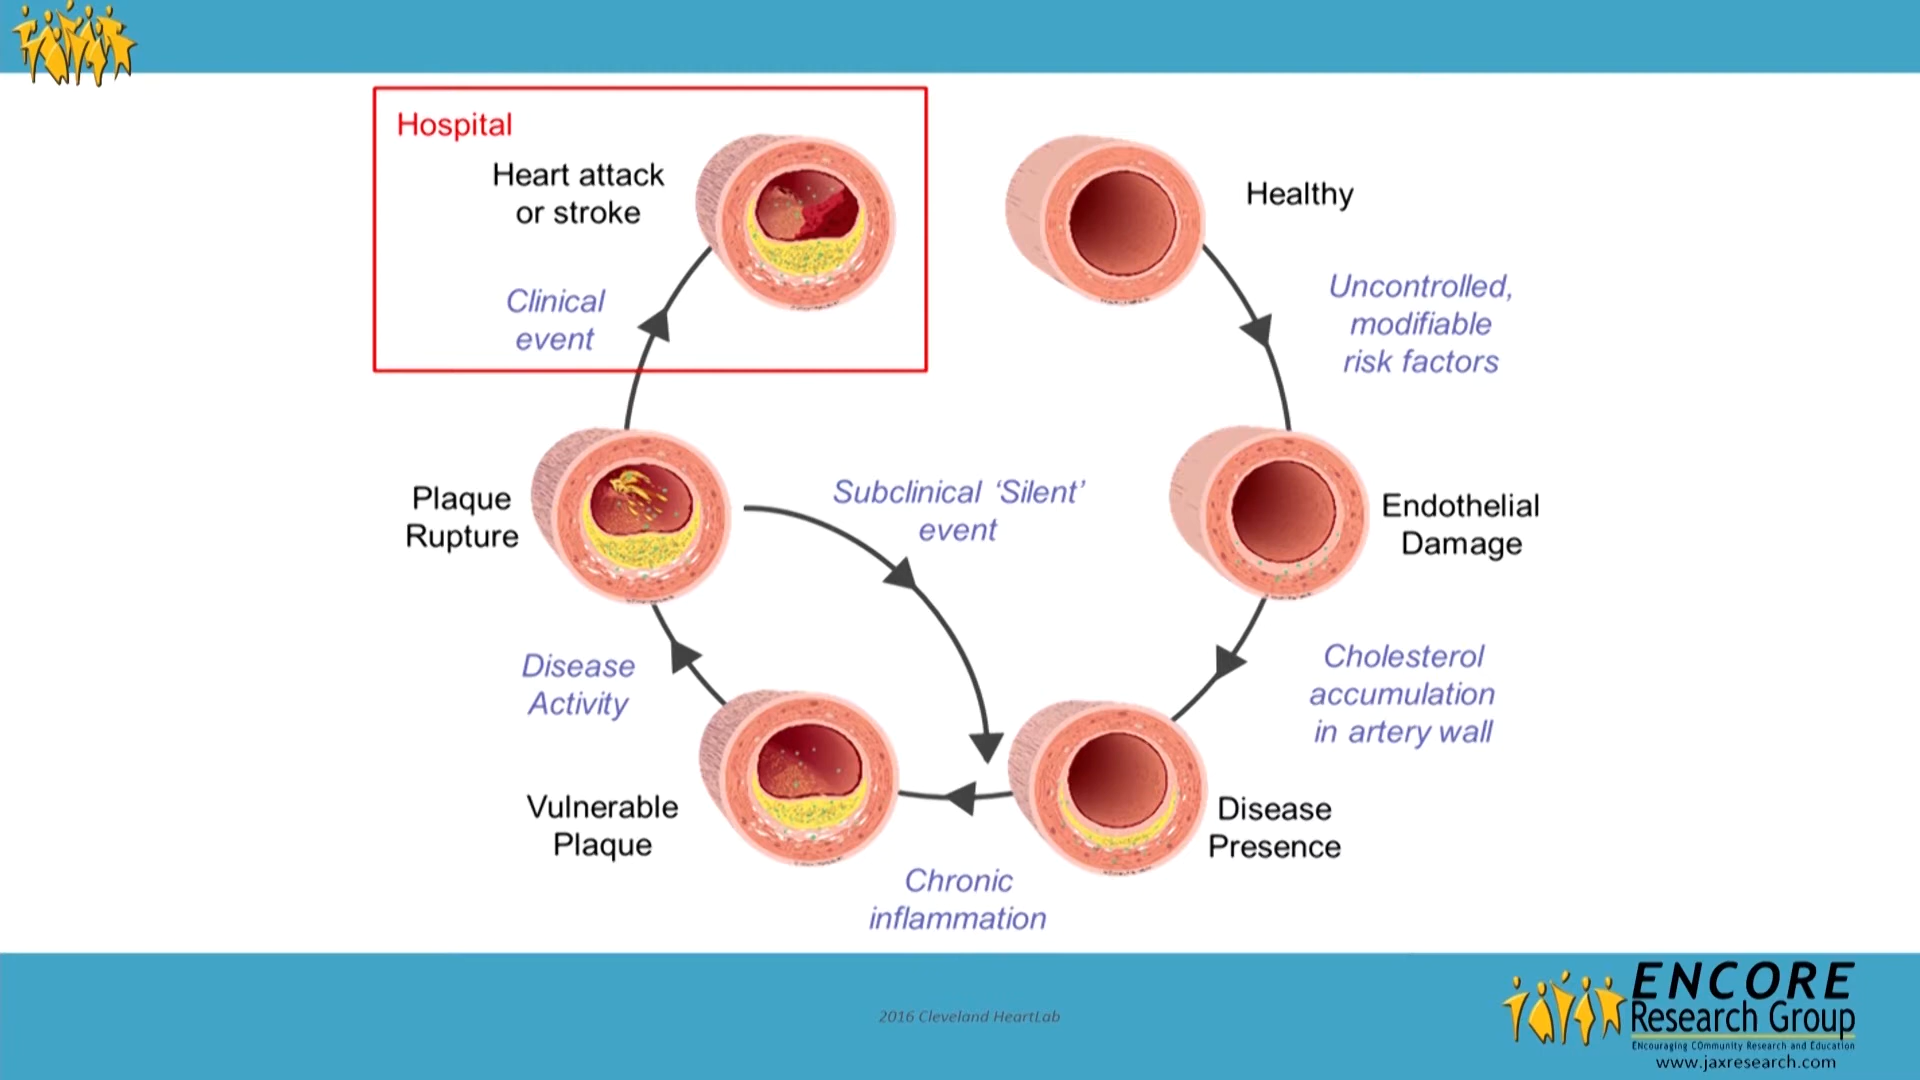 Hospital
Heart attack
or stroke
Clinical
event
Healthy
Uncontrolled,
modifiable
risk factors
Plaque
Rupture
Subclinical ‘Silent’
event
Endothelial
Damage
Disease
Activity
Cholesterol
accumulation
in artery wall
Vulnerable
Plaque
Disease
Presence
Chronic
inflammation
2016 Cleveland HeartLab
ENCORE
Research Group
ENcouraging COmmunity Research and Education
www.jaxresearch.com